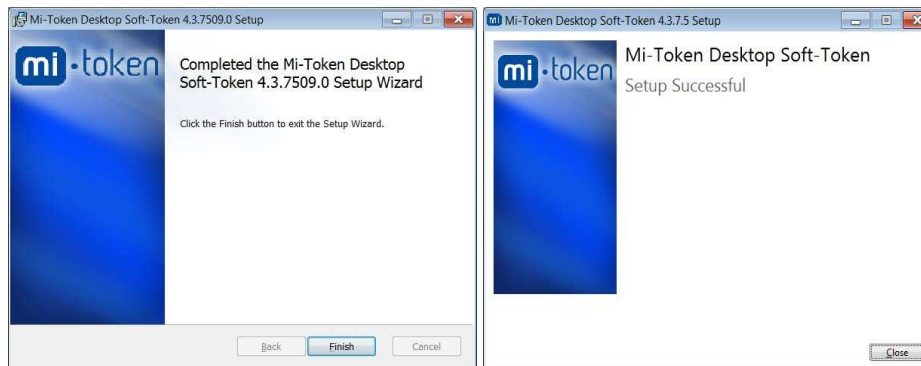 Mi-Token Desktop Soft-Token 4.3.7509.0 Setup
mi·token
Completed the Mi-Token Desktop
Soft-Token 4.3.7509.0 Setup Wizard
Click the Finish button to exit the Setup Wizard.
Back Finish Cancel
Mi-Token Desktop Soft-Token 4.3.7.5 Setup
mi·token
Mi-Token Desktop Soft-Token
Setup Successful
Close